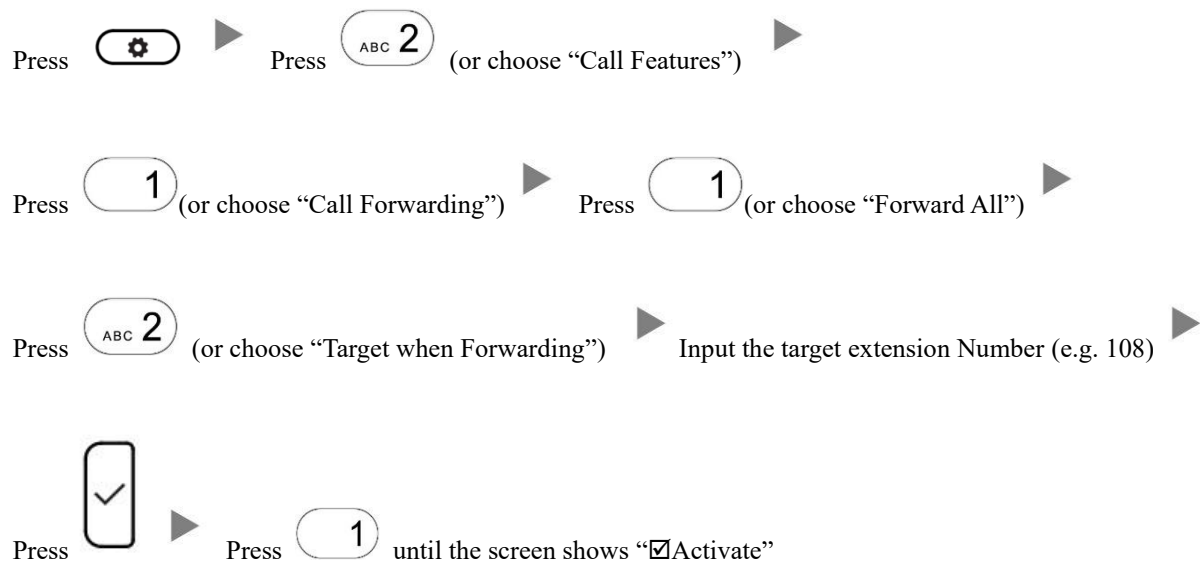 Press Press ABC 2 (or choose “Call Features”)
Press 1 (or choose “Call Forwarding”) Press 1 (or choose “Forward All”)
Press ABC 2 (or choose “Target when Forwarding”) Input the target extension Number (e.g. 108)
Press Press 1 until the screen shows “☑Activate”